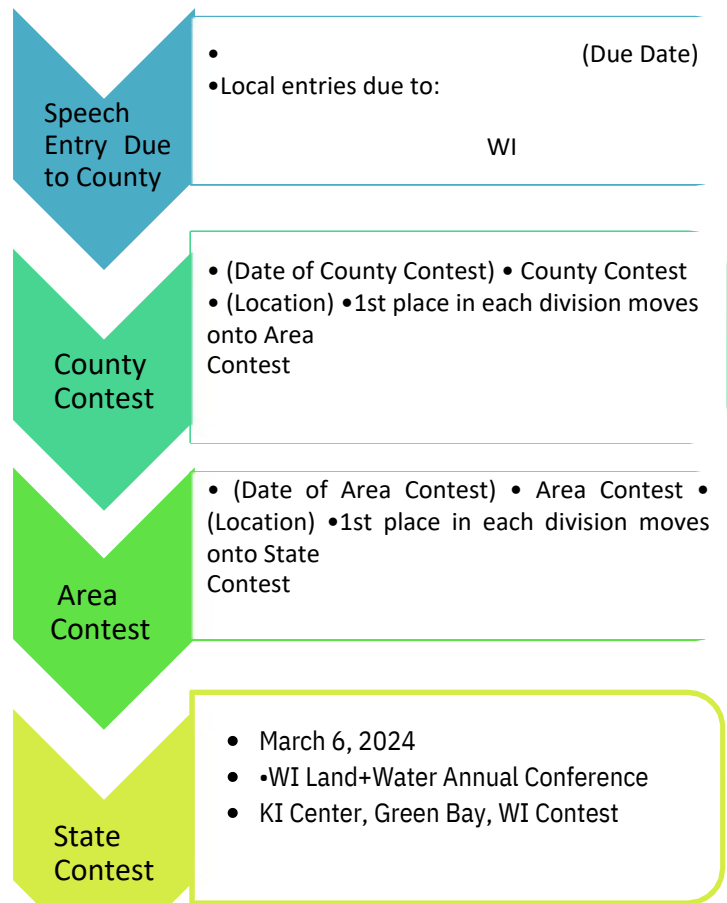 Speech
Entry Due
to County
• (Due Date)
•Local entries due to:
WI
County
Contest
• (Date of County Contest) • County Contest
• (Location) •1st place in each division moves
onto Area
Contest
Area
Contest
• (Date of Area Contest) • Area Contest •
(Location) •1st place in each division moves
onto State
Contest
State
Contest
• March 6, 2024
• •WI Land+Water Annual Conference
• KI Center, Green Bay, WI Contest